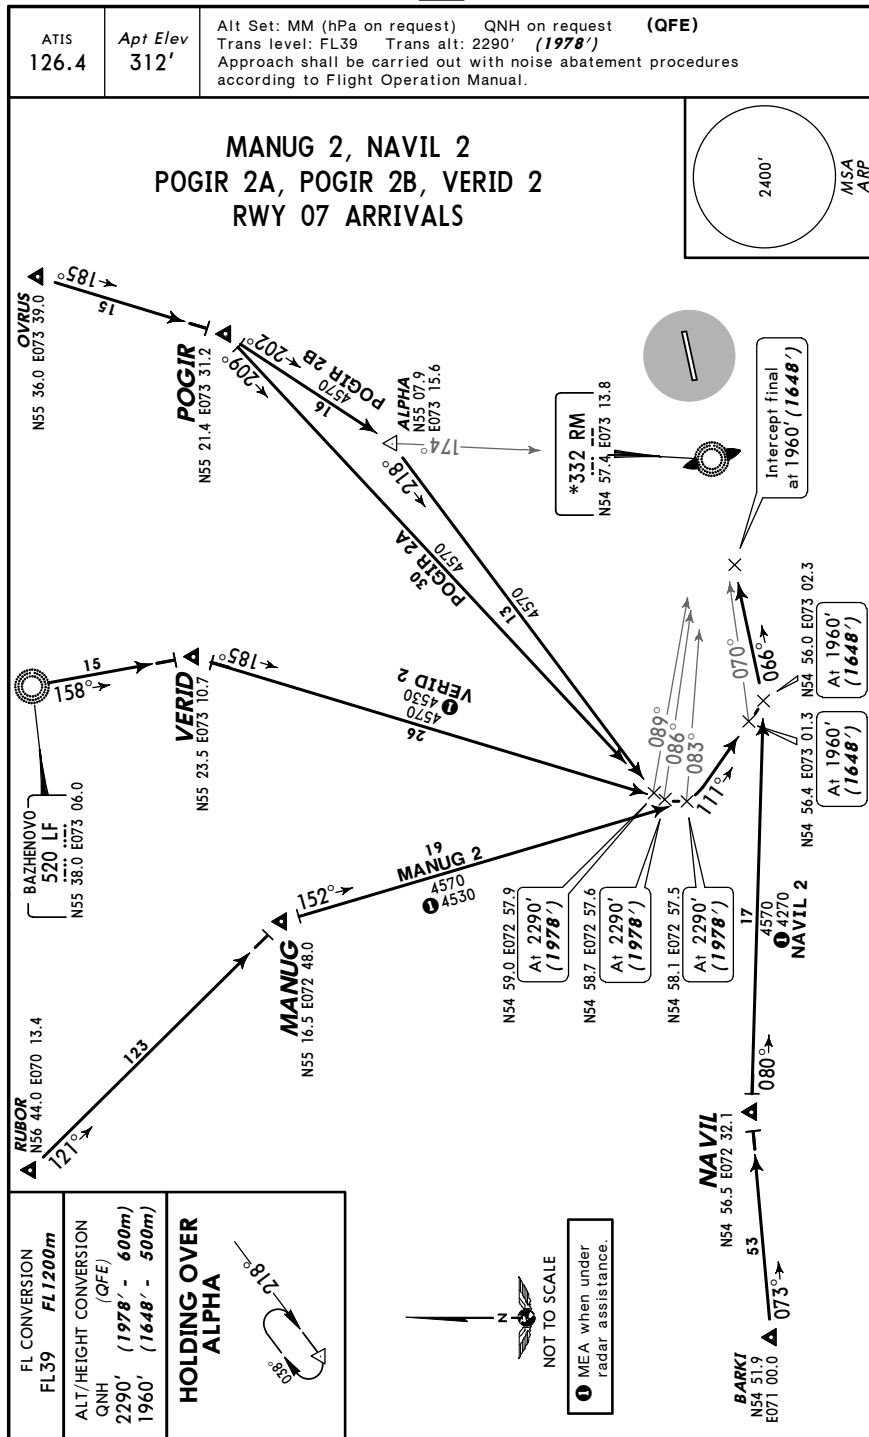 ATIS
126.4
Apt Elev
312'
Alt Set: MM (hPa on request) QNH on request (QFE)
Trans level: FL39 Trans alt: 2290' (1978')
Approach shall be carried out with noise abatement procedures
according to Flight Operation Manual.
MANUG 2, NAVIL 2
POGIR 2A, POGIR 2B, VERID 2
RWY 07 ARRIVALS
2400'
MSA
ARP
OVRUS
N55 36.0 E073 39.0
185°
15
POGIR
N55 21.4 E073 31.2
202°
209°
POGIR 2B
4570
16
ALPHA
N55 07.9
E073 15.6
174°
218°
POGIR 2A
4570
30
4570
13
*332 RM
N54 57.4 E073 13.8
Intercept final
at 1960' (1648')
BAZHENOVO
520 LF
N55 38.0 E073 06.0
15
158°
VERID
N55 23.5 E073 10.7
185°
VERID 2
1 4530
4570
26
089°
086°
083°
111°
070°
066°
N54 56.0 E073 02.3
At 1960'
(1648')
N54 56.4 E073 01.3
At 1960'
(1648')
N54 59.0 E072 57.9
At 2290'
(1978')
N54 58.7 E072 57.6
At 2290'
(1978')
N54 58.1 E072 57.5
At 2290'
(1978')
RUBOR
N56 44.0 E070 13.4
121°
123
MANUG
N55 16.5 E072 48.0
152°
19
MANUG 2
4570
1 4530
17
4570
1 4270
NAVIL 2
080°
NAVIL
N54 56.5 E072 32.1
53
073°
BARKI
N54 51.9
E071 00.0
FL CONVERSION
FL39 FL1200m
ALT/HEIGHT CONVERSION
QNH (QFE)
2290' (1978' - 600m)
1960' (1648' - 500m)
HOLDING OVER
ALPHA
218°
038°
N
NOT TO SCALE
1 MEA when under
radar assistance.